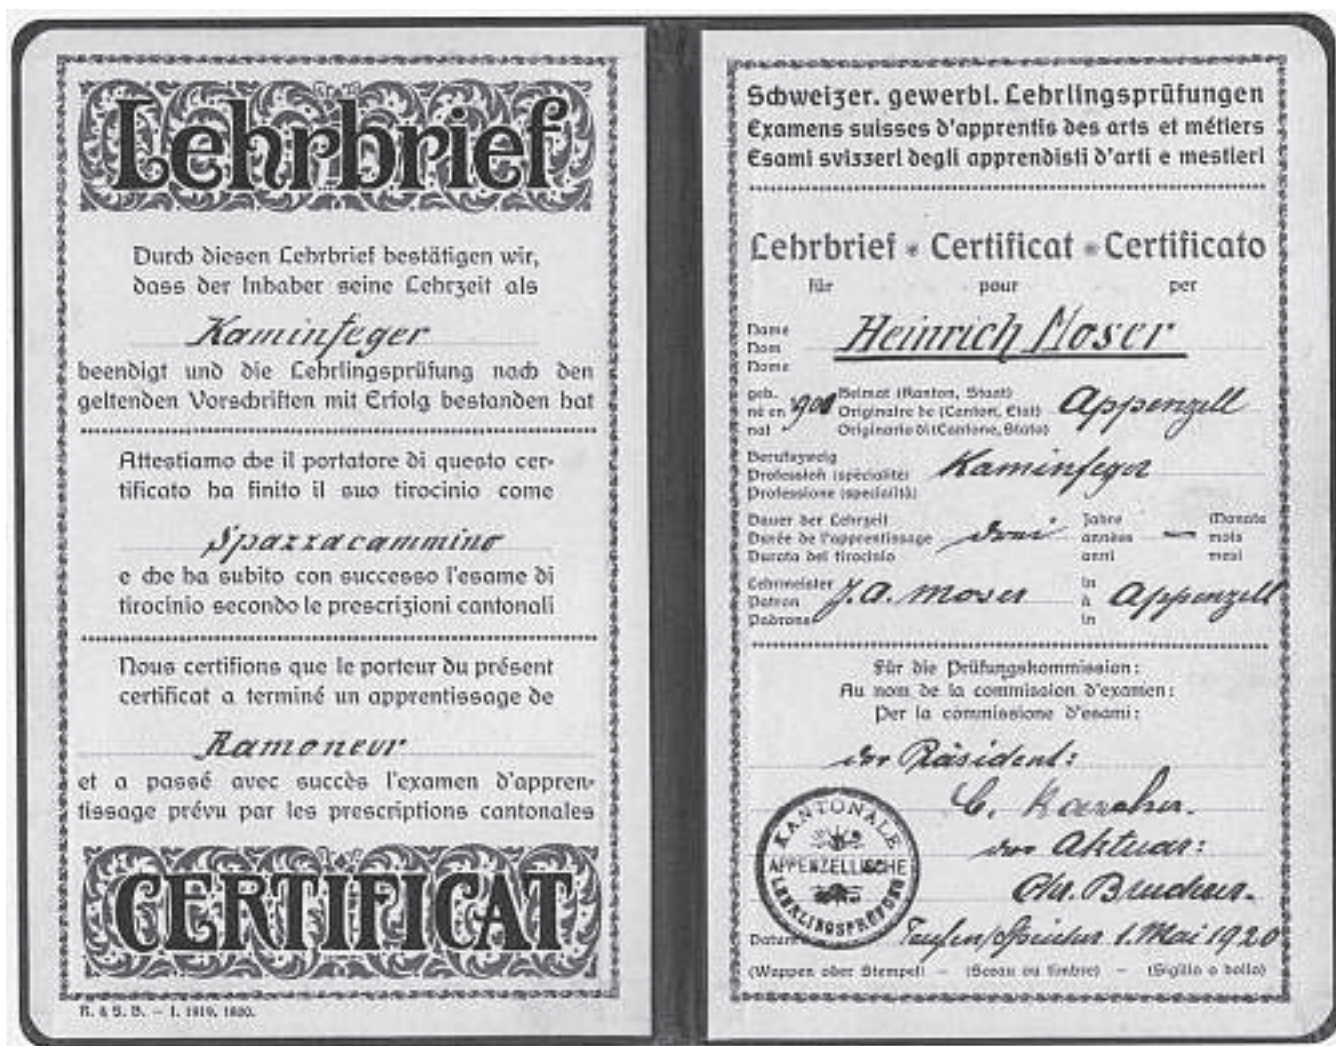 Lehrbrief
Durch diesen Lehrbrief bestätigen wir,
dass der Inhaber seine Lehrzeit als
Kaminfeger
beendigt und die Lehrlingsprüfung nach den
geltenden Vorschriften mit Erfolg bestanden hat
Attestiamo che il portatore di questo cer-
tificato ha finito il suo tirocinio come
Spazzacammino
e che ha subito con successo l'esame di
tirocinio secondo le prescrizioni cantonali
Nous certifions que le porteur du présent
certificat a terminé un apprentissage de
Ramoneur
et a passé avec succès l'examen d'appren-
tissage prévu par les prescriptions cantonales
CERTIFICAT
Schweizer. gewerbl. Lehrlingsprüfungen
Examens suisses d'apprentis des arts et métiers
Esami svizzeri degli apprendisti d'arti e mestieri
Lehrbrief * Certificat * Certificato
für pour per
Name
Nom Heinrich Moser
Nome
geb. Heimat (Kanton, Staat)
né en 1900 Originaire de (Canton, Etat) Appenzell
nat Originario di (Cantone, Stato)
Berufszweig
Profession (spécialité) Kaminfeger
Professione (specialità)
Dauer der Lehrzeit Jahre Monate
Durée de l'apprentissage drei années — mois
Durata del tirocinio anni mesi
Lehrmeister in
Patron J. A. Moser à Appenzell
Padrone in
Für die Prüfungskommission:
Au nom de la commission d'examen:
Per la commissione d'esami:
der Präsident:
C.
der Aktuar:
Chr.
KANTONALE
APPENZELLISCHE
LEHRLINGSPRÜFUNG
Teufen/Speicher 1. Mai 1920
(Wappen oder Stempel) – (Sceau ou timbre) – (Sigillo o bollo)